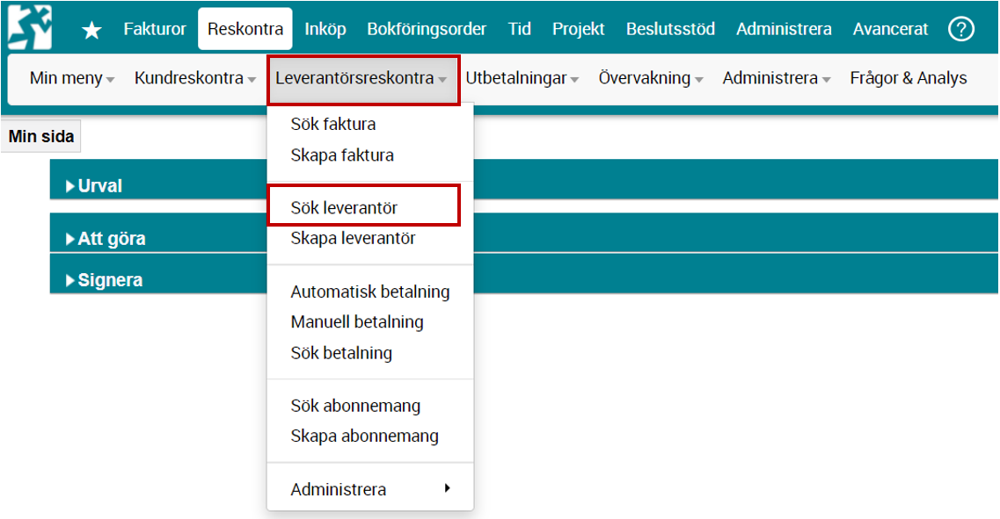 Fakturor Reskontra Inköp Bokföringsorder Tid Projekt Beslutsstöd Administrera Avancerat ?
Min meny Kundreskontra Leverantörsreskontra Utbetalningar Övervakning Administrera Frågor & Analys
Min sida
Urval
Att göra
Signera
Sök faktura
Skapa faktura
Sök leverantör
Skapa leverantör
Automatisk betalning
Manuell betalning
Sök betalning
Sök abonnemang
Skapa abonnemang
Administrera